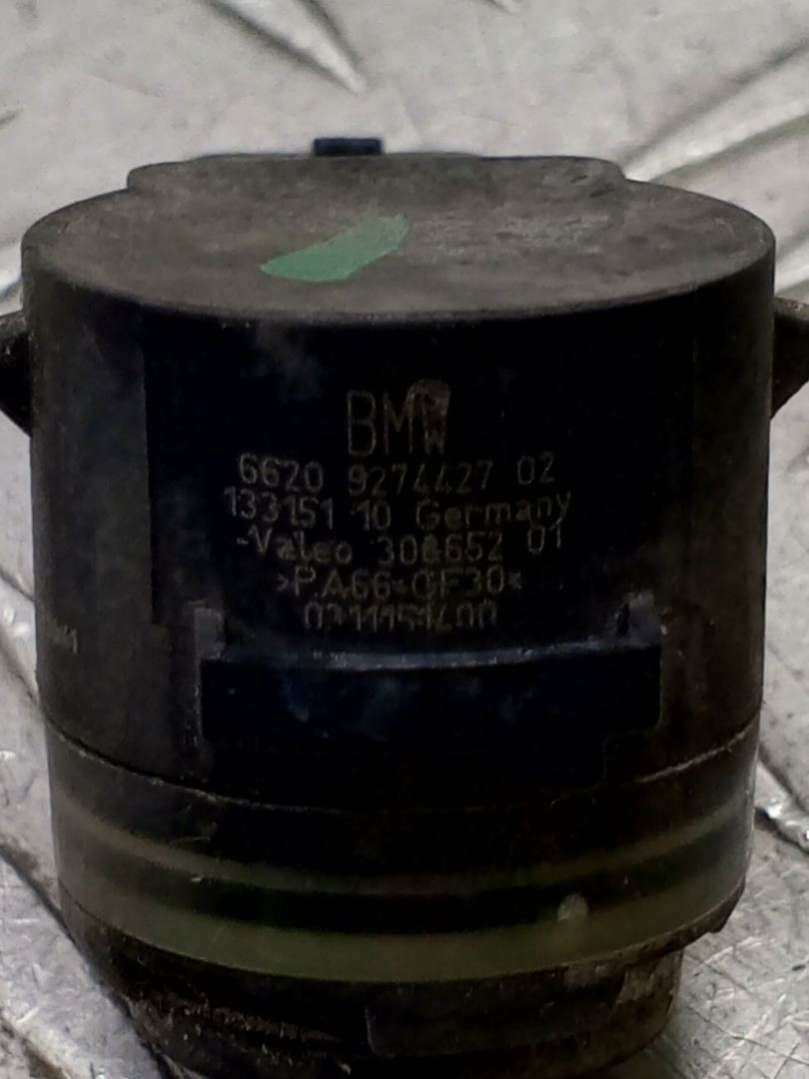 BMW
6620 9274427 02
133151 10 Germany
-Valeo 308652 01
>PA66-GF30<